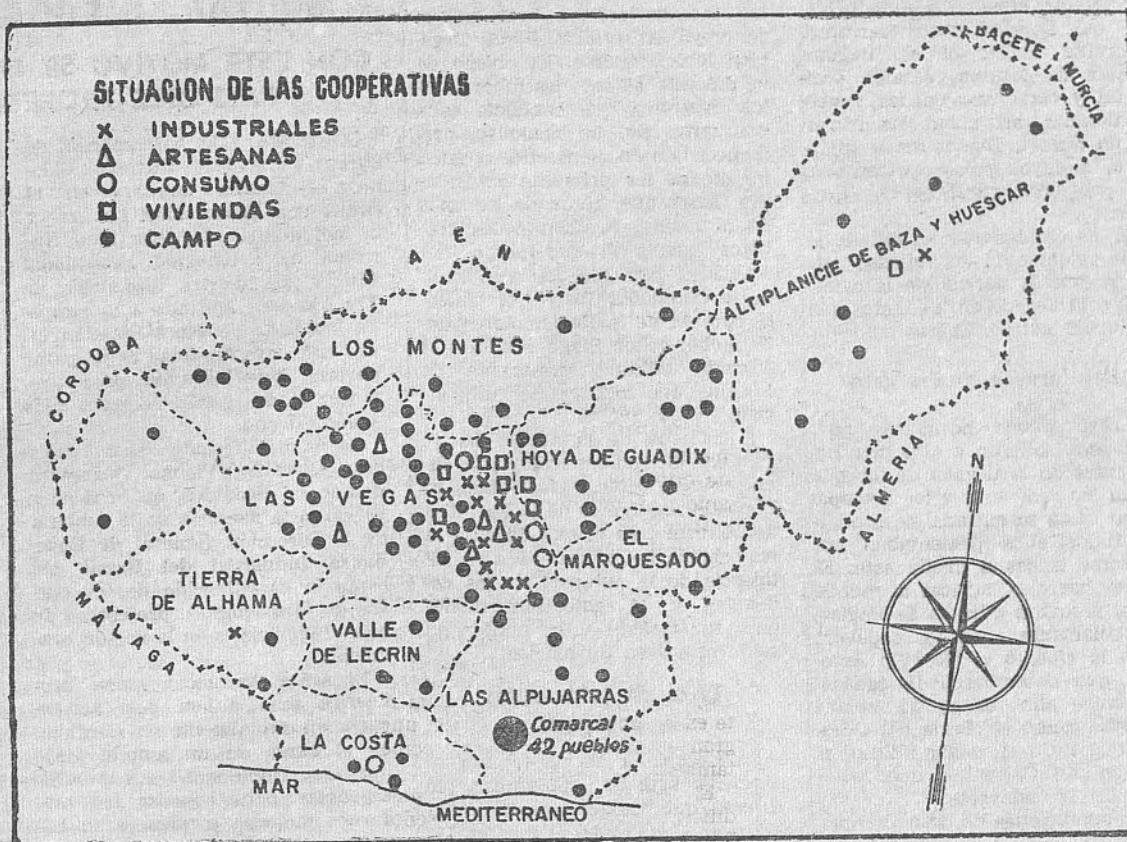 SITUACION DE LAS COOPERATIVAS
x INDUSTRIALES
△ ARTESANAS
○ CONSUMO
□ VIVIENDAS
● CAMPO
BACETE
MURCIA
JAEN
ALTIPLANICIE DE BAZA Y HUESCAR
CORDOBA
LOS MONTES
HOYA DE GUADIX
ALMERIA
N
LAS VEGAS
EL
MARQUESADO
TIERRA
DE ALHAMA
MALAGA
VALLE
DE LECRIN
LAS ALPUJARRAS
Comarcal
42 pueblos
LA COSTA
MAR
MEDITERRANEO